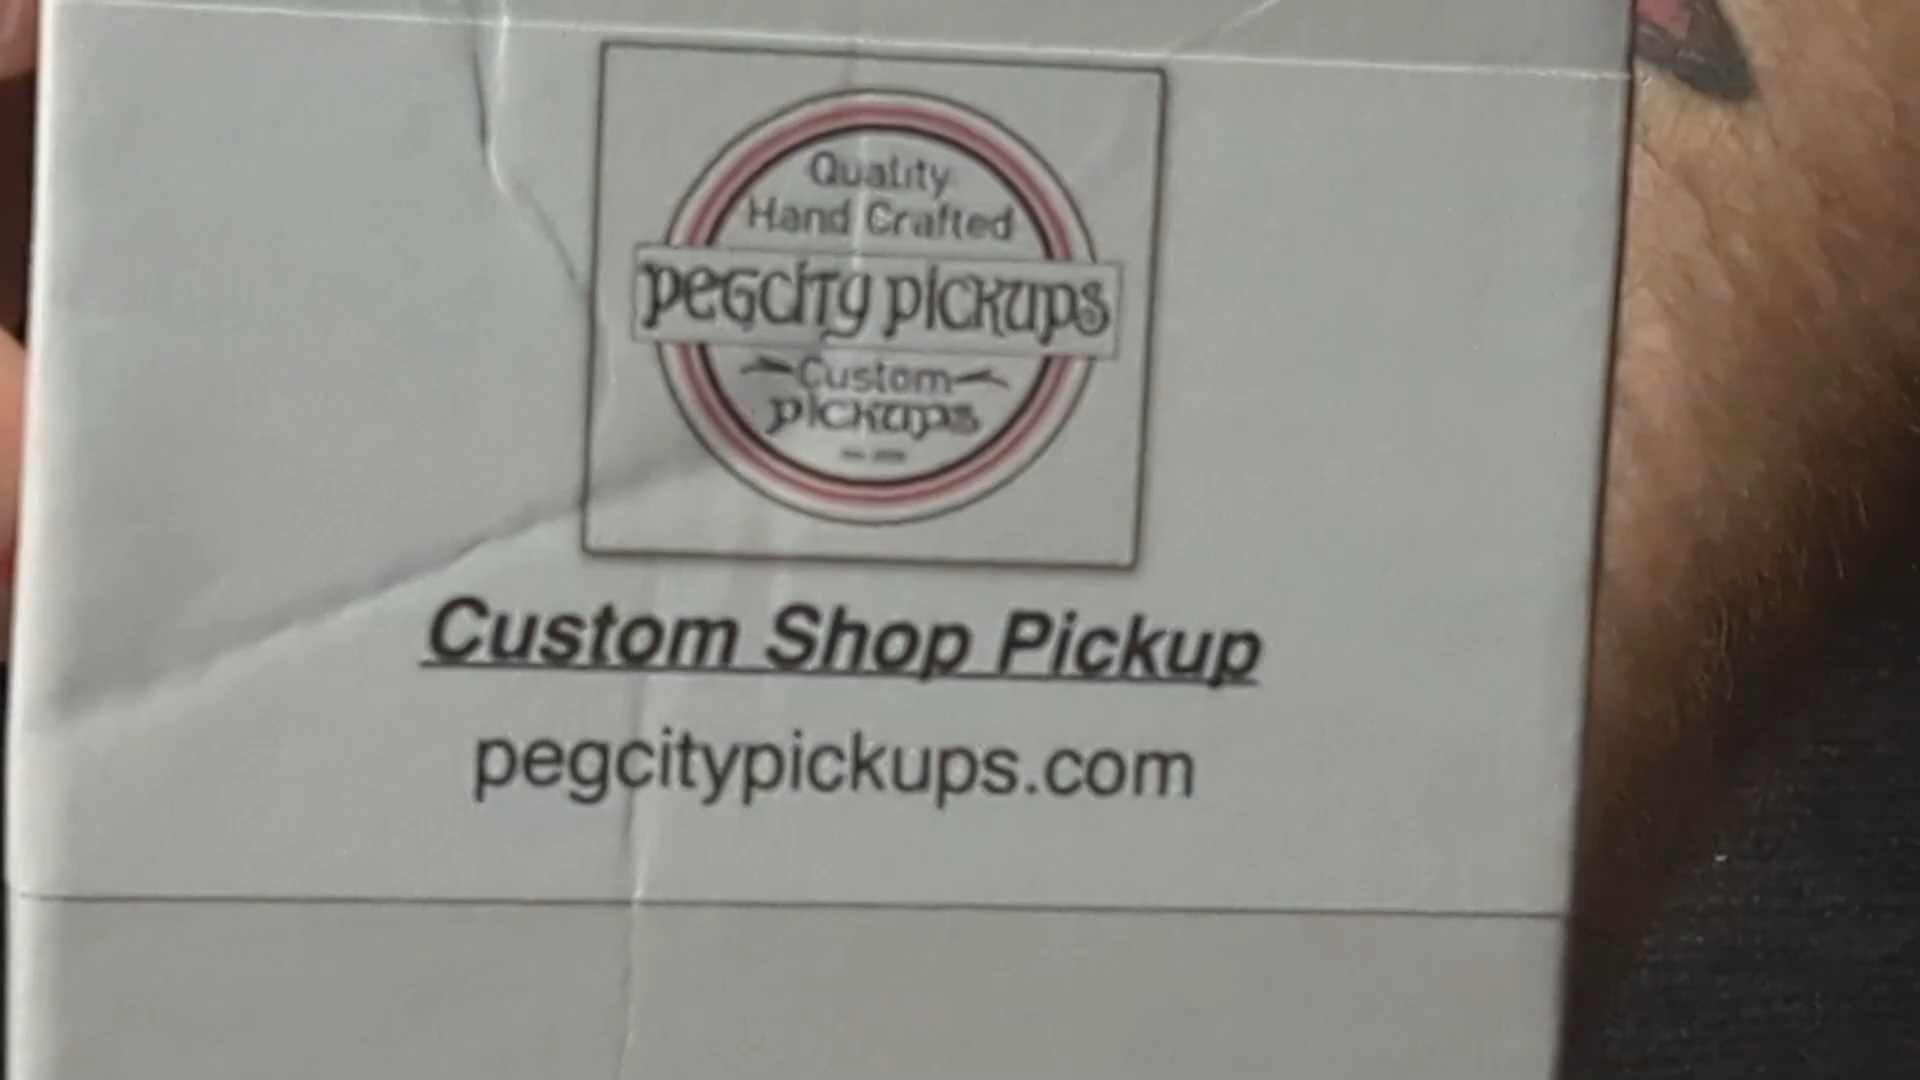 Quality
Hand Crafted
pegcity pickups
Custom
pickups
Custom Shop Pickup
pegcitypickups.com